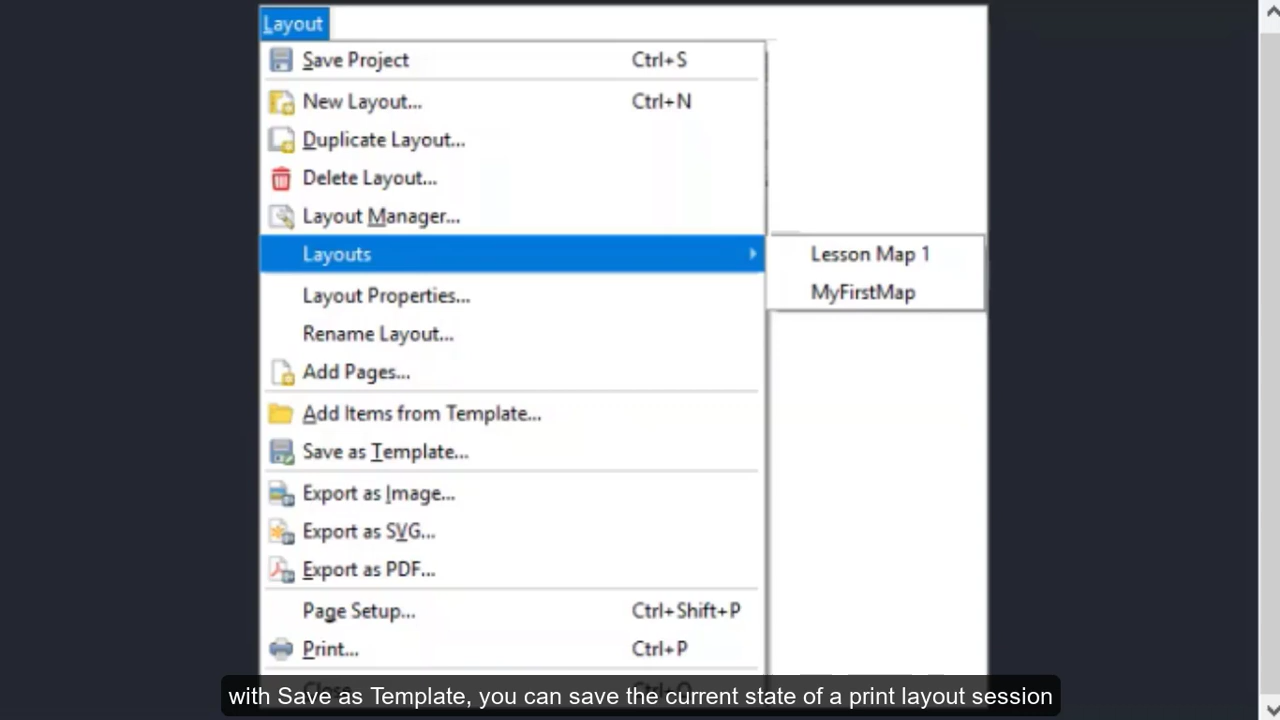 Layout
Save Project Ctrl+S
New Layout... Ctrl+N
Duplicate Layout...
Delete Layout...
Layout Manager...
Layouts
Lesson Map 1
MyFirstMap
Layout Properties...
Rename Layout...
Add Pages...
Add Items from Template...
Save as Template...
Export as Image...
Export as SVG...
Export as PDF...
Page Setup... Ctrl+Shift+P
Print... Ctrl+P
with Save as Template, you can save the current state of a print layout session